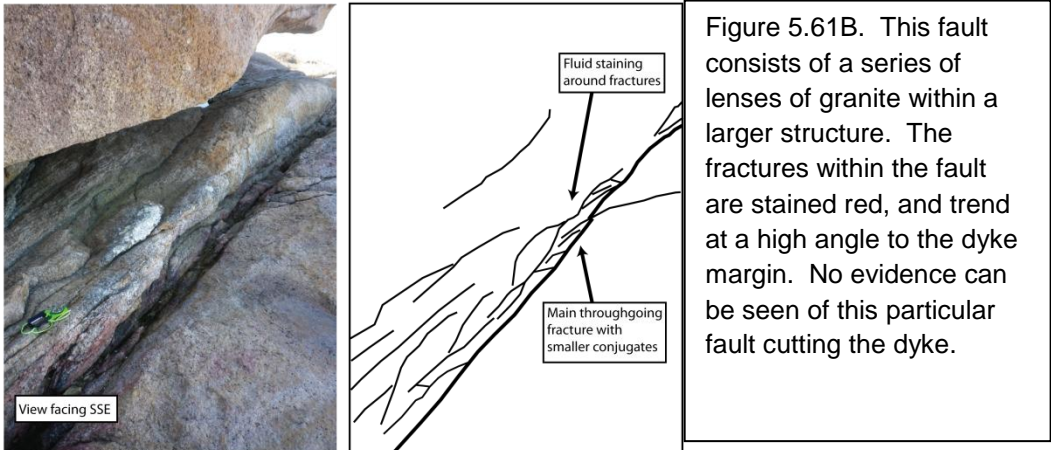 View facing SSE
Fluid staining
around fractures
Main throughgoing
fracture with
smaller conjugates
Figure 5.61B. This fault
consists of a series of
lenses of granite within a
larger structure. The
fractures within the fault
are stained red, and trend
at a high angle to the dyke
margin. No evidence can
be seen of this particular
fault cutting the dyke.